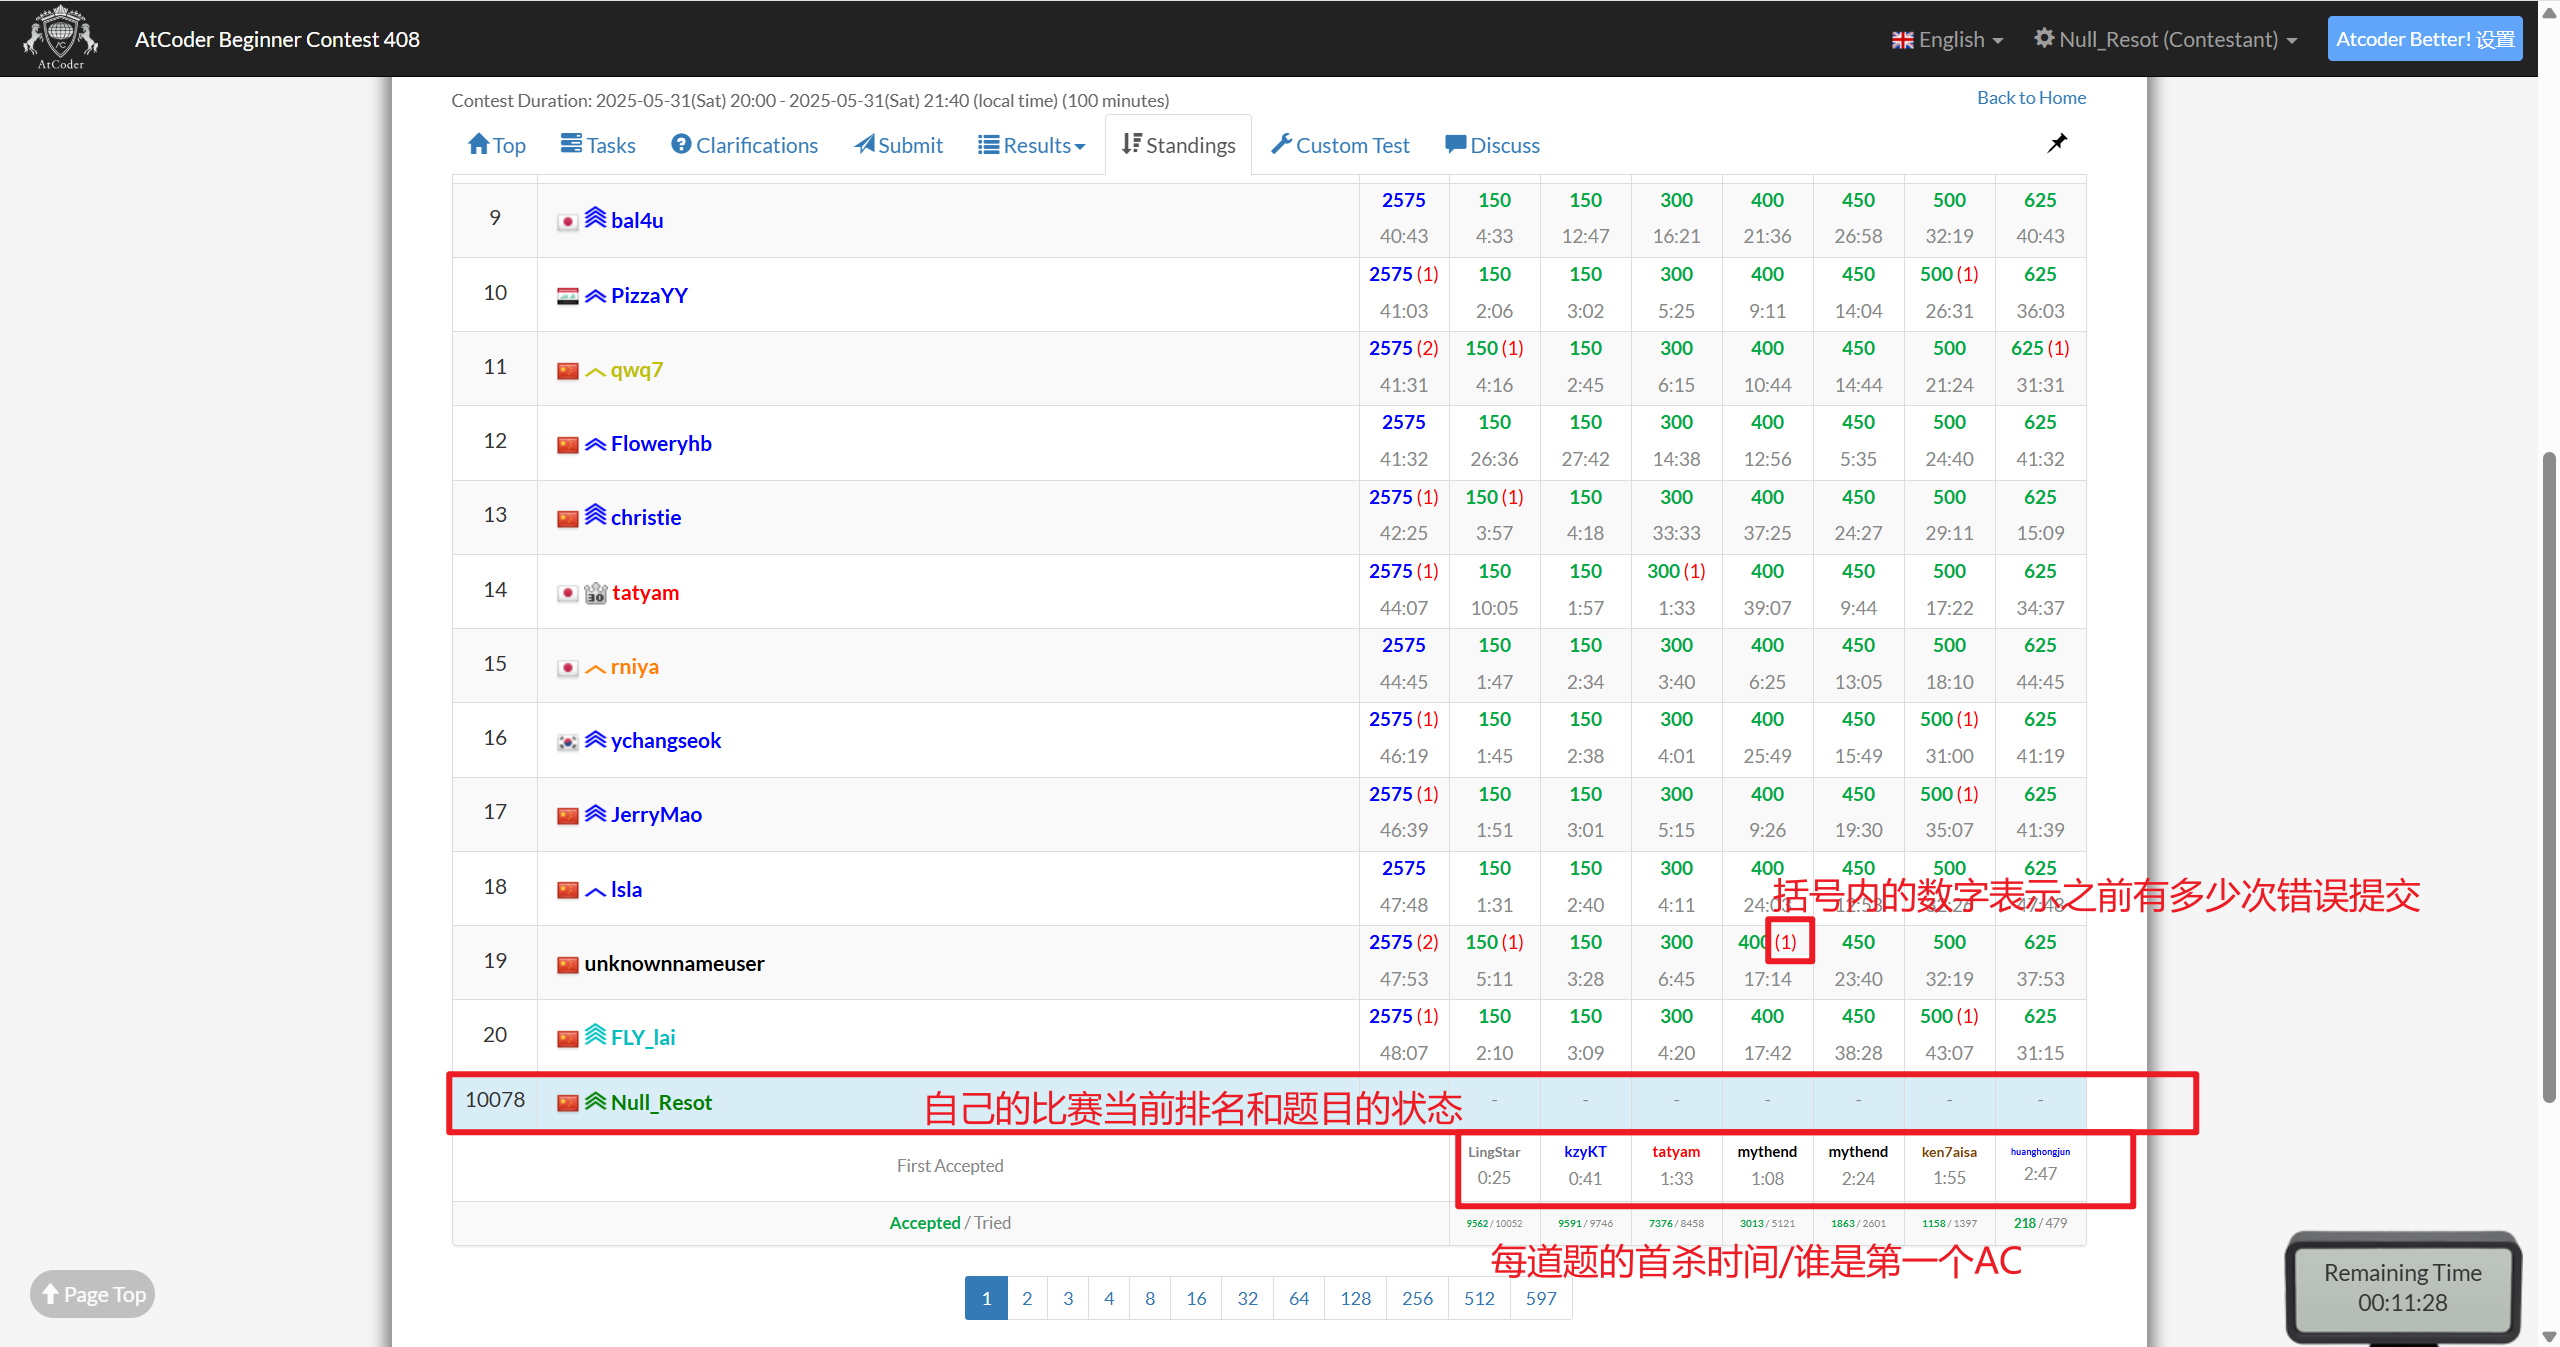 AtCoder
AtCoder Beginner Contest 408
English
Null_Resot (Contestant)
Atcoder Better! 设置
Contest Duration: 2025-05-31(Sat) 20:00 - 2025-05-31(Sat) 21:40 (local time) (100 minutes)
Back to Home
Top Tasks Clarifications Submit Results Standings Custom Test Discuss
9 bal4u 2575 150 150 300 400 450 500 625
40:43 4:33 12:47 16:21 21:36 26:58 32:19 40:43
10 PizzaYY 2575 (1) 150 150 300 400 450 500 (1) 625
41:03 2:06 3:02 5:25 9:11 14:04 26:31 36:03
11 qwq7 2575 (2) 150 (1) 150 300 400 450 500 625 (1)
41:31 4:16 2:45 6:15 10:44 14:44 21:24 31:31
12 Floweryhb 2575 150 150 300 400 450 500 625
41:32 26:36 27:42 14:38 12:56 5:35 24:40 41:32
13 christie 2575 (1) 150 (1) 150 300 400 450 500 625
42:25 3:57 4:18 33:33 37:25 24:27 29:11 15:09
14 30 tatyam 2575 (1) 150 150 300 (1) 400 450 500 625
44:07 10:05 1:57 1:33 39:07 9:44 17:22 34:37
15 rniya 2575 150 150 300 400 450 500 625
44:45 1:47 2:34 3:40 6:25 13:05 18:10 44:45
16 ychangseok 2575 (1) 150 150 300 400 450 500 (1) 625
46:19 1:45 2:38 4:01 25:49 15:49 31:00 41:19
17 JerryMao 2575 (1) 150 150 300 400 450 500 (1) 625
46:39 1:51 3:01 5:15 9:26 19:30 35:07 41:39
18 lsla 2575 150 150 300 400 450 500 625
括号内的数字表示之前有多少次错误提交
47:48 1:31 2:40 4:11
19 unknownnameuser 2575 (2) 150 (1) 150 300 400 (1) 450 500 625
47:53 5:11 3:28 6:45 17:14 23:40 32:19 37:53
20 FLY_lai 2575 (1) 150 150 300 400 450 500 (1) 625
48:07 2:10 3:09 4:20 17:42 38:28 43:07 31:15
10078 Null_Resot 自己的比赛当前排名和题目的状态 - - - - - - -
First Accepted LingStar kzyKT tatyam mythend mythend ken7aisa huanghongjun
0:25 0:41 1:33 1:08 2:24 1:55 2:47
Accepted / Tried 9562 / 10052 9591 / 9746 7376 / 8458 3013 / 5121 1863 / 2601 1158 / 1397 218 / 479
每道题的首杀时间/谁是第一个AC
1 2 3 4 8 16 32 64 128 256 512 597
Page Top
Remaining Time
00:11:28